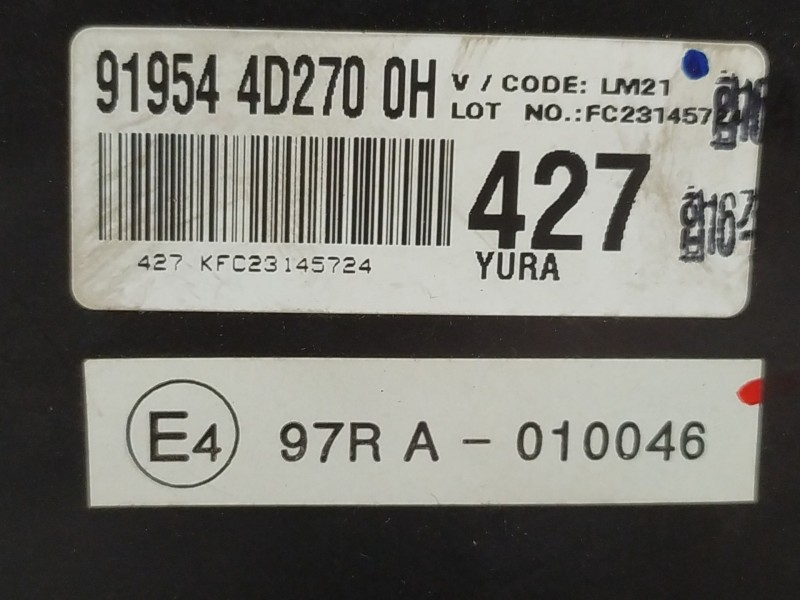 91954 4D270 0H
V / CODE: LM21
LOT NO.:FC23145724
427
YURA
427 KFC23145724
E4 97R A - 010046